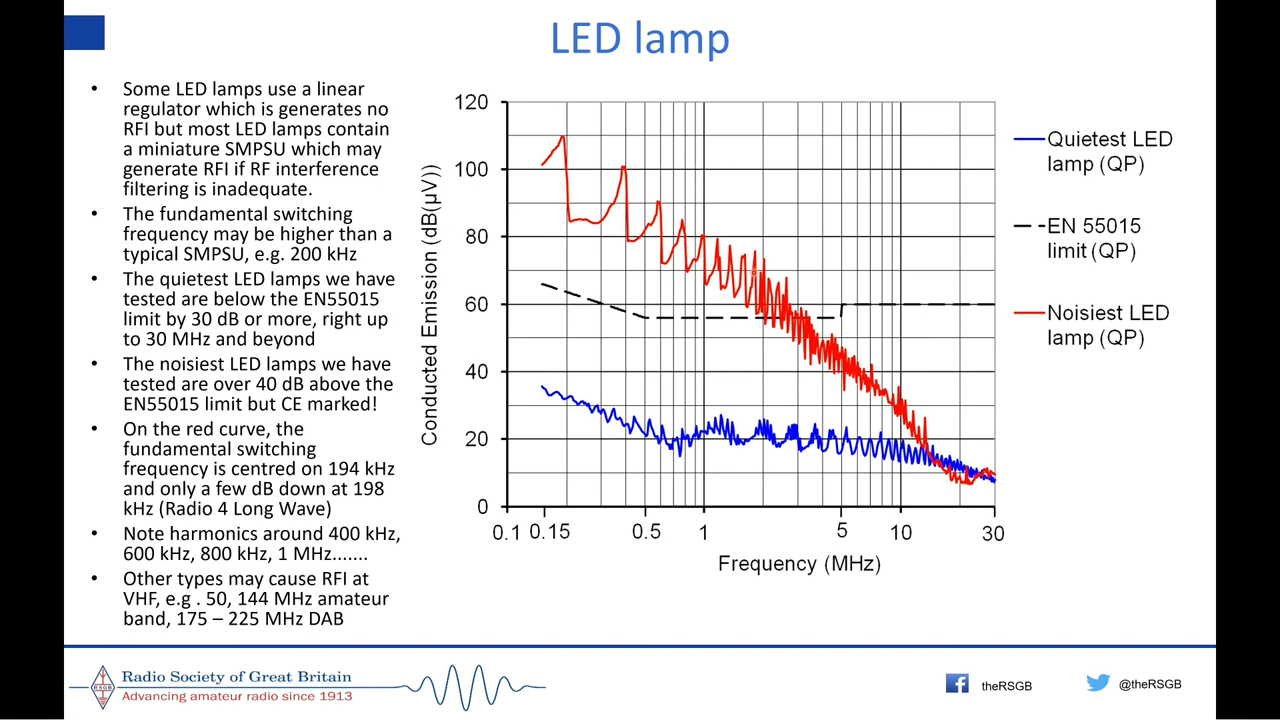 LED lamp
• Some LED lamps use a linear
regulator which is generates no
RFI but most LED lamps contain
a miniature SMPSU which may
generate RFI if RF interference
filtering is inadequate.
• The fundamental switching
frequency may be higher than a
typical SMPSU, e.g. 200 kHz
• The quietest LED lamps we have
tested are below the EN55015
limit by 30 dB or more, right up
to 30 MHz and beyond
• The noisiest LED lamps we have
tested are over 40 dB above the
EN55015 limit but CE marked!
• On the red curve, the
fundamental switching
frequency is centred on 194 kHz
and only a few dB down at 198
kHz (Radio 4 Long Wave)
• Note harmonics around 400 kHz,
600 kHz, 800 kHz, 1 MHz.......
• Other types may cause RFI at
VHF, e.g . 50, 144 MHz amateur
band, 175 – 225 MHz DAB
Conducted Emission (dB(µV))
120
100
80
60
40
20
0
0.1 0.15 0.5 1 5 10 30
Frequency (MHz)
Quietest LED
lamp (QP)
EN 55015
limit (QP)
Noisiest LED
lamp (QP)
RSGB
Radio Society of Great Britain
Advancing amateur radio since 1913
theRSGB
@theRSGB